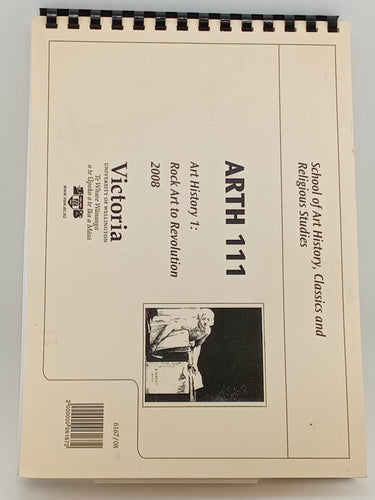 School of Art History, Classics and
Religious Studies
ARTH 111
Art History 1:
Rock Art to Revolution
2008
Victoria
UNIVERSITY OF WELLINGTON
Te Whare Wānanga
o te Ūpoko o te Ika a Māui
www.vuw.ac.nz
6167/08
2000000061672